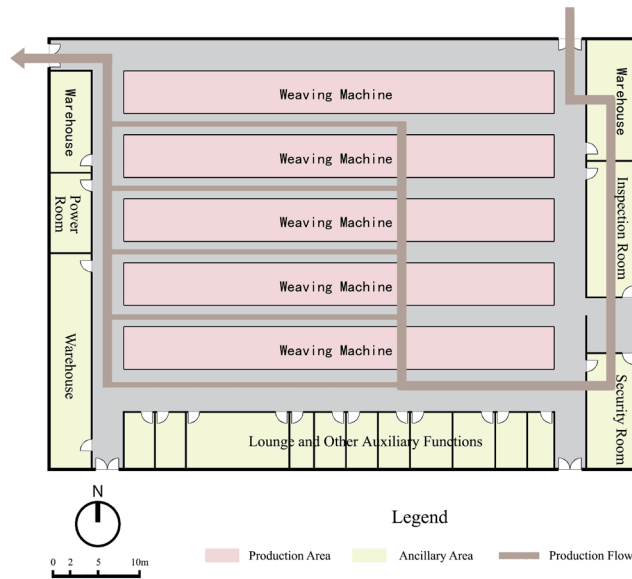 Weaving Machine
Weaving Machine
Weaving Machine
Weaving Machine
Weaving Machine
Warehouse
Power
Room
Warehouse
Warehouse
Inspection Room
Security Room
Lounge and Other Auxiliary Functions
N
0 2 5 10m
Legend
Production Area
Ancillary Area
Production Flow